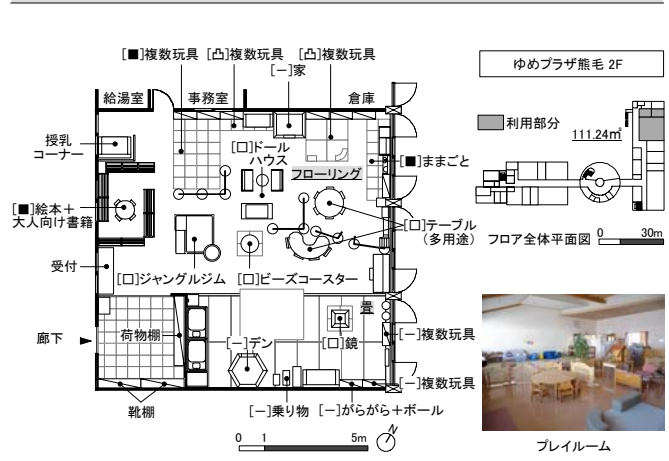 [■]複数玩具 [凸]複数玩具 [凸]複数玩具
[−]家
給湯室 事務室 倉庫
授乳
コーナー
[□]ドール
ハウス
フローリング
[■]ままごと
[■]絵本+
大人向け書籍
[□]テーブル
(多用途)
受付
[□]ジャングルジム [□]ビーズコースター
廊下
荷物棚
[−]デン
[□]鏡
畳
[−]複数玩具
[−]複数玩具
靴棚
[−]乗り物 [−]がらがら+ボール
0 1 5m N
ゆめプラザ熊毛 2F
利用部分
111.24㎡
フロア全体平面図 0 30m
プレイルーム